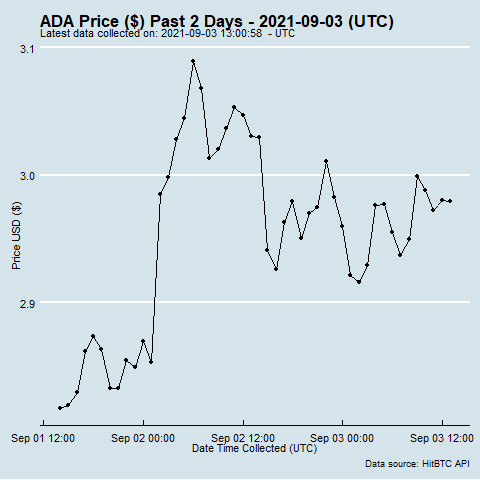 ADA Price ($) Past 2 Days - 2021-09-03 (UTC)
Latest data collected on: 2021-09-03 13:00:58 - UTC
3.1
3.0
2.9
Price USD ($)
Sep 01 12:00 Sep 02 00:00 Sep 02 12:00 Sep 03 00:00 Sep 03 12:00
Date Time Collected (UTC)
Data source: HitBTC API